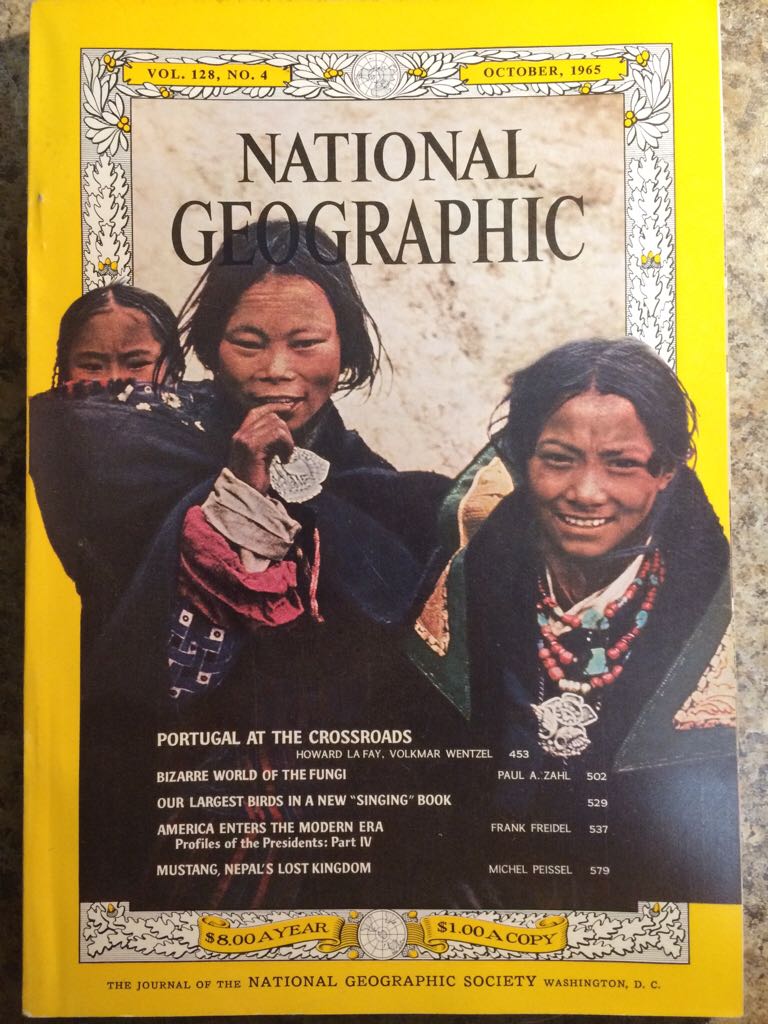 VOL. 128, NO. 4 OCTOBER, 1965
NATIONAL
GEOGRAPHIC
PORTUGAL AT THE CROSSROADS
HOWARD LA FAY, VOLKMAR WENTZEL 453
BIZARRE WORLD OF THE FUNGI PAUL A. ZAHL 502
OUR LARGEST BIRDS IN A NEW "SINGING" BOOK 529
AMERICA ENTERS THE MODERN ERA FRANK FREIDEL 537
Profiles of the Presidents: Part IV
MUSTANG, NEPAL'S LOST KINGDOM MICHEL PEISSEL 579
$8.00 A YEAR $1.00 A COPY
THE JOURNAL OF THE NATIONAL GEOGRAPHIC SOCIETY WASHINGTON, D. C.